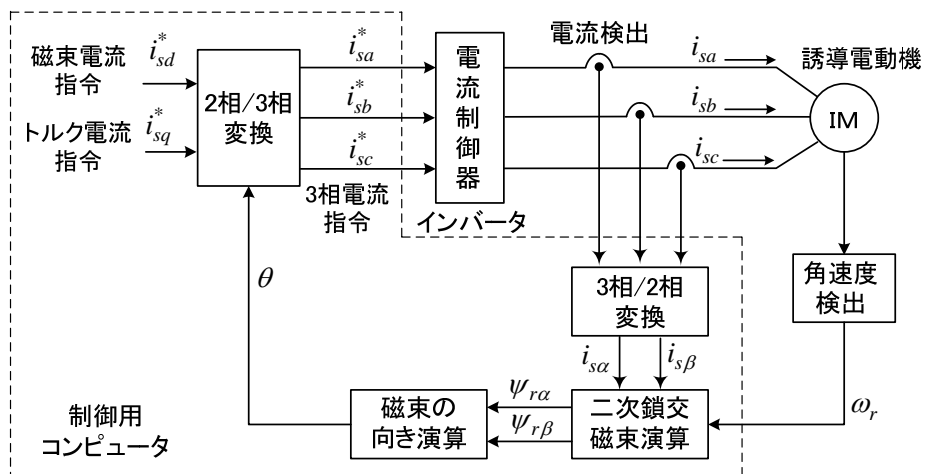 磁束電流
指令
i*sd
トルク電流
指令
i*sq
2相/3相
変換
i*sa
i*sb
i*sc
3相電流
指令
電
流
制
御
器
インバータ
電流検出
isa
isb
isc
誘導電動機
IM
角速度
検出
ωr
3相/2相
変換
isα
isβ
二次鎖交
磁束演算
ψrα
ψrβ
磁束の
向き演算
θ
制御用
コンピュータ